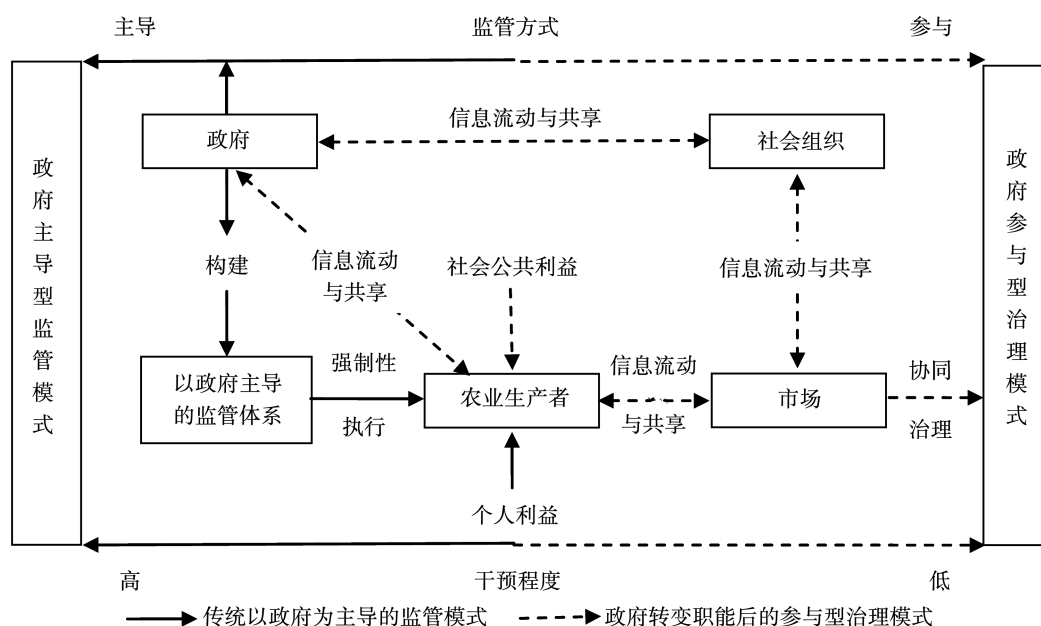 主导 监管方式 参与
信息流动与共享
政府 社会组织
政府主导型监管模式
政府参与型治理模式
构建
信息流动
与共享
社会公共利益
信息流动与共享
以政府主导
的监管体系
强制性
执行
农业生产者
信息流动
与共享
市场
协同
治理
个人利益
高 干预程度 低
传统以政府为主导的监管模式 政府转变职能后的参与型治理模式